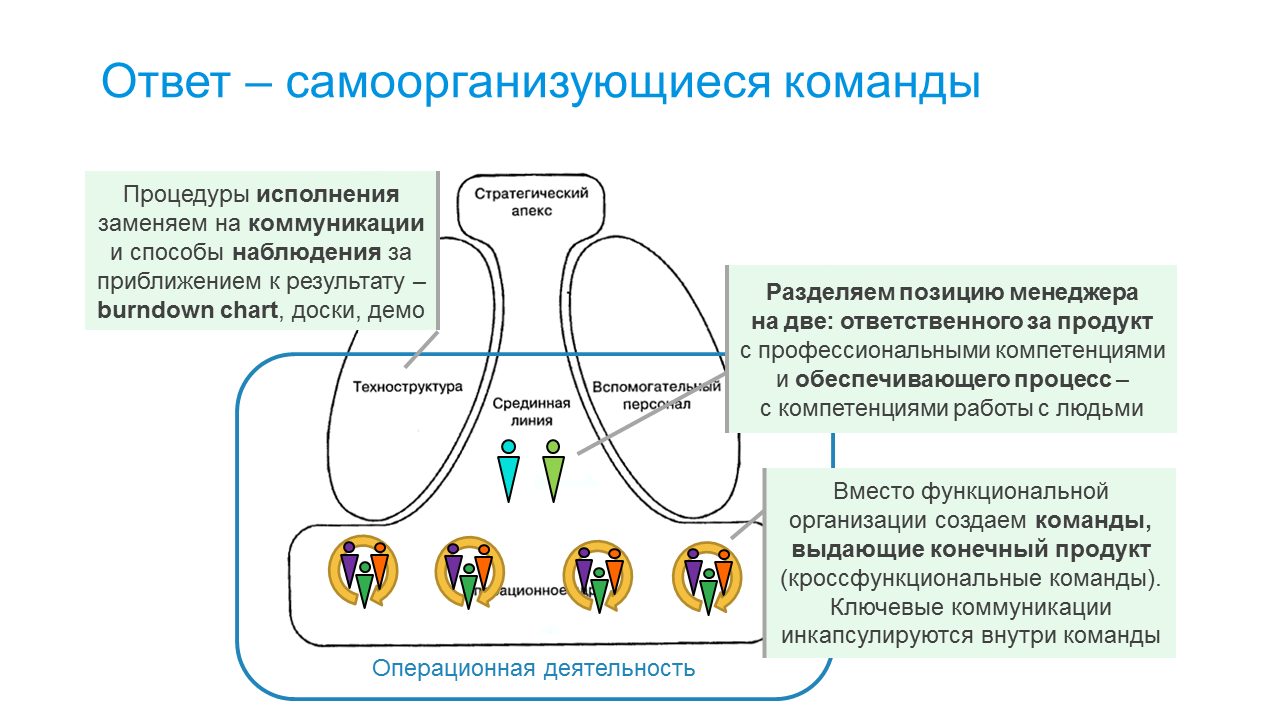 Ответ – самоорганизующиеся команды
Процедуры исполнения
заменяем на коммуникации
и способы наблюдения за
приближением к результату –
burndown chart, доски, демо
Стратегический
апекс
Разделяем позицию менеджера
на две: ответственного за продукт
с профессиональными компетенциями
и обеспечивающего процесс –
с компетенциями работы с людьми
Техноструктура
Срединная
линия
Вспомогательный
персонал
Вместо функциональной
организации создаем команды,
выдающие конечный продукт
(кроссфункциональные команды).
Ключевые коммуникации
инкапсулируются внутри команды
Операционная деятельность